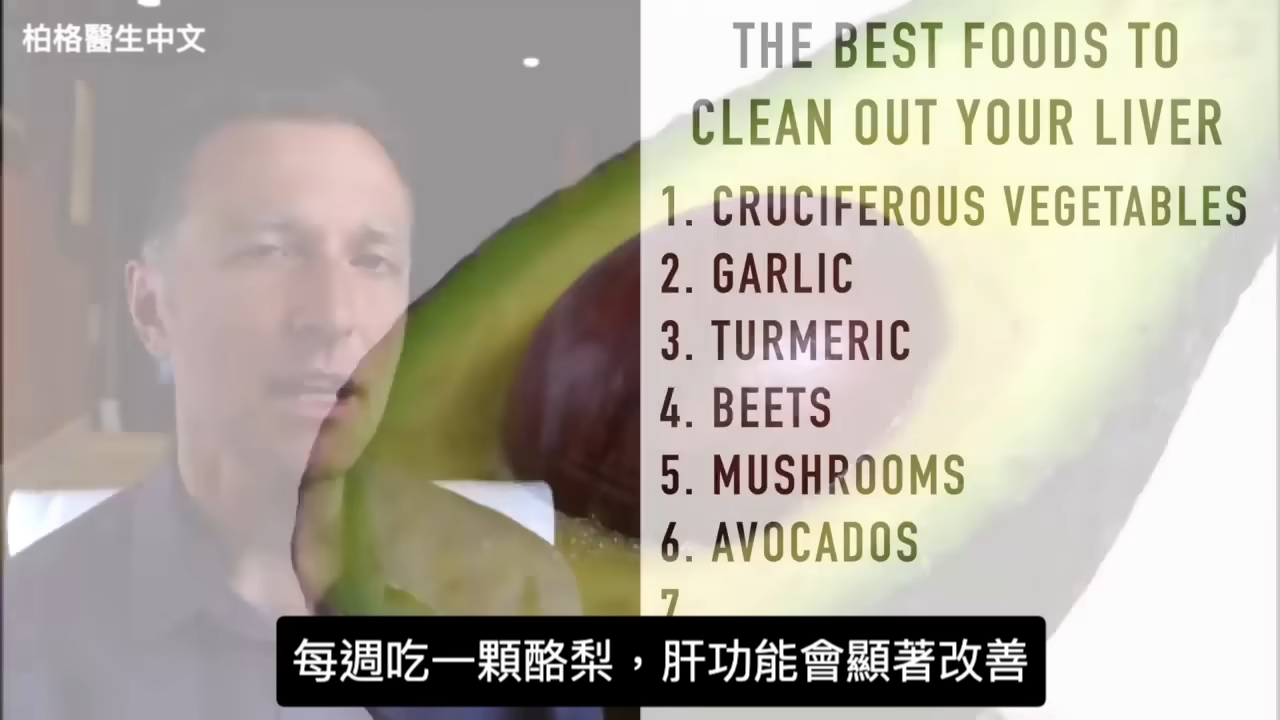 柏格醫生中文
THE BEST FOODS TO
CLEAN OUT YOUR LIVER
1. CRUCIFEROUS VEGETABLES
2. GARLIC
3. TURMERIC
4. BEETS
5. MUSHROOMS
6. AVOCADOS
7
每週吃一顆酪梨，肝功能會顯著改善